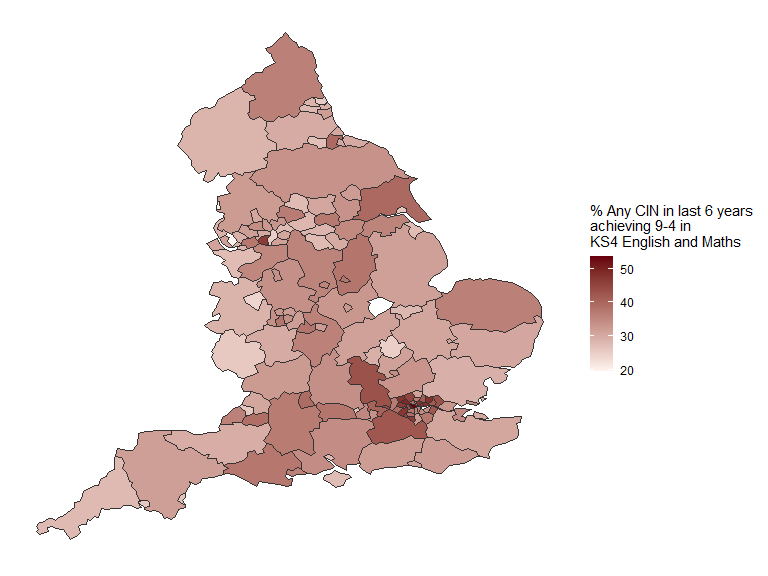 % Any CIN in last 6 years
achieving 9-4 in
KS4 English and Maths
50
40
30
20